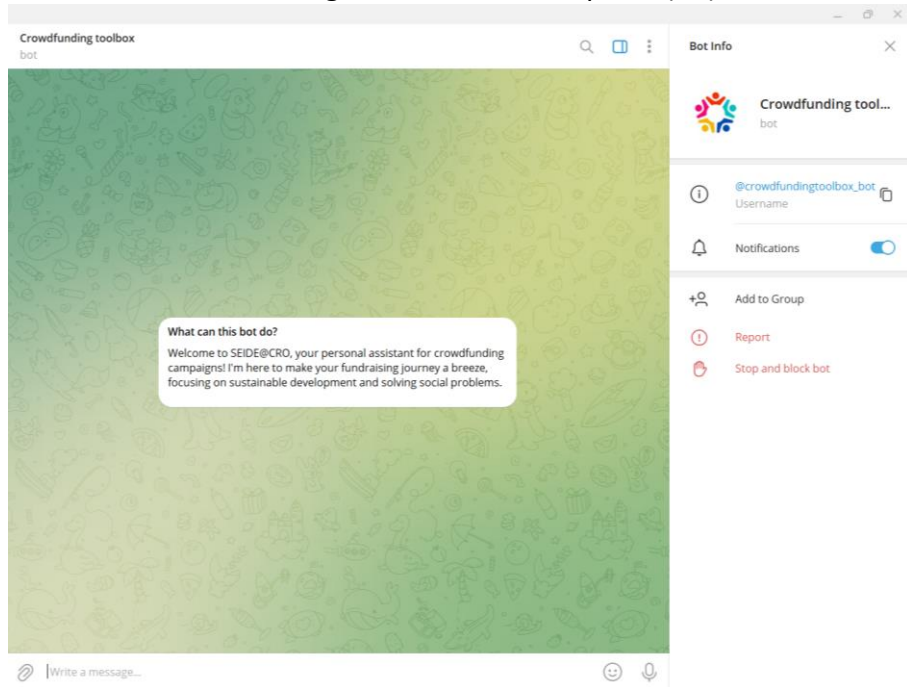 Crowdfunding toolbox
bot
Bot Info
Crowdfunding tool...
bot
@crowdfundingtoolbox_bot
Username
Notifications
Add to Group
Report
Stop and block bot
What can this bot do?
Welcome to SEIDE@CRO, your personal assistant for crowdfunding
campaigns! I'm here to make your fundraising journey a breeze,
focusing on sustainable development and solving social problems.
Write a message...